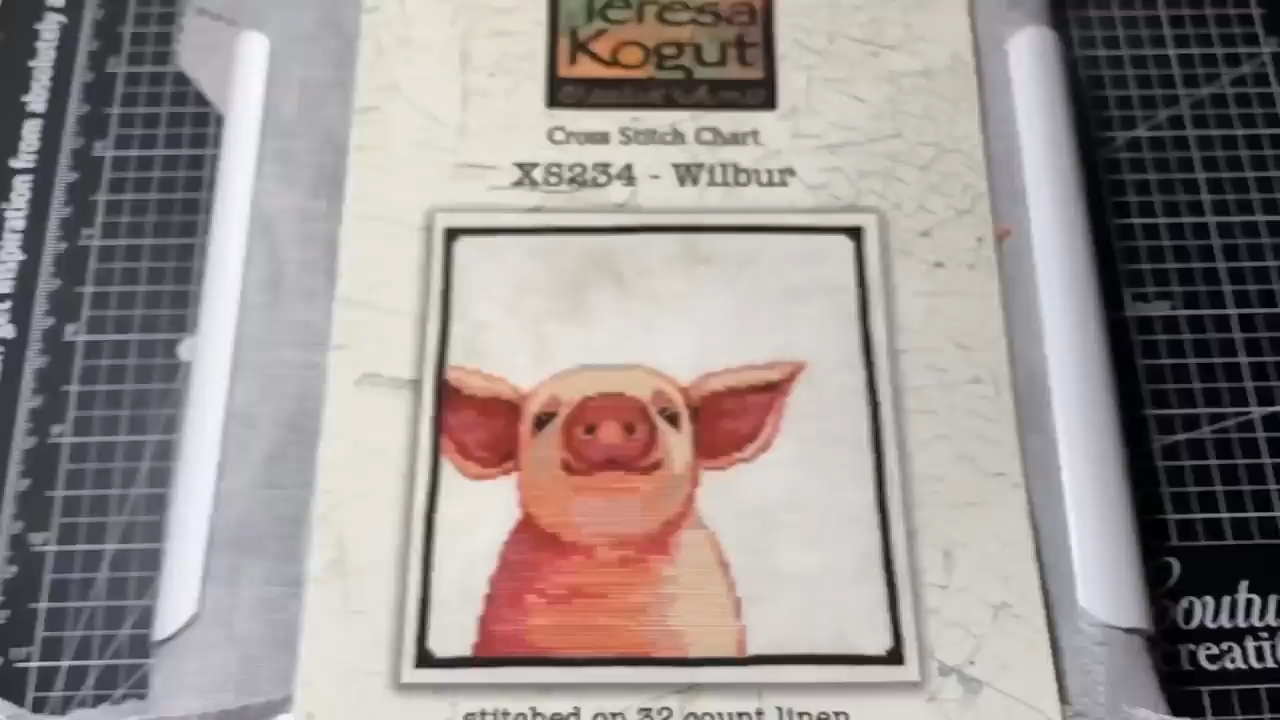 Teresa
Kogut
Cross Stitch Chart
XS234 - Wilbur
stitched on 32 count linen
get inspiration from absolutely
outu
reati